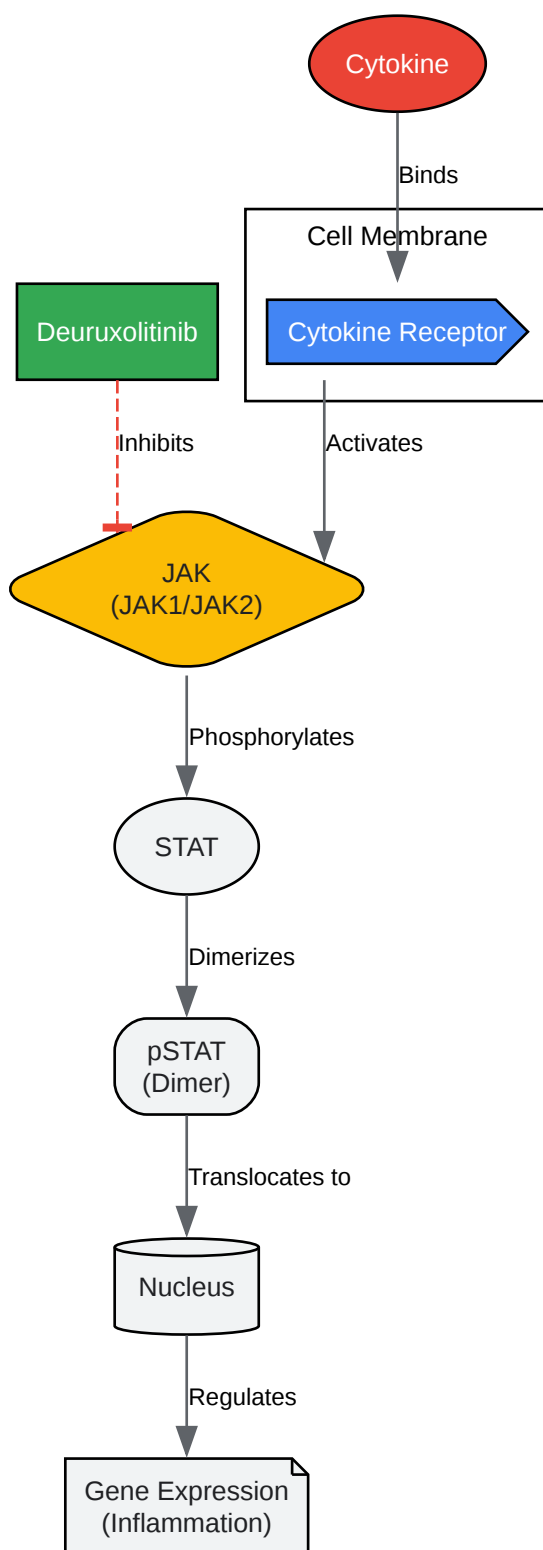 Cytokine
Binds
Cell Membrane
Deuruxolitinib
Cytokine Receptor
Inhibits
Activates
JAK
(JAK1/JAK2)
Phosphorylates
STAT
Dimerizes
pSTAT
(Dimer)
Translocates to
Nucleus
Regulates
Gene Expression
(Inflammation)